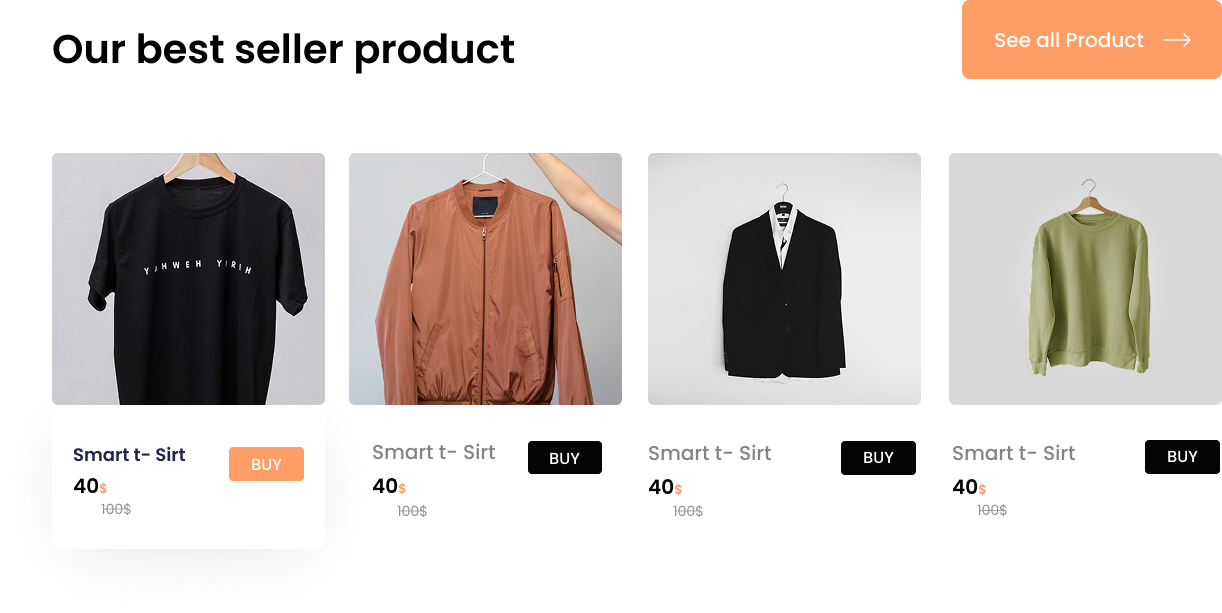 Our best seller product
See all Product
YAHWEH YIREH
Smart t- Sirt
BUY
40$
100$
Smart t- Sirt
BUY
40$
100$
Smart t- Sirt
BUY
40$
100$
Smart t- Sirt
BUY
40$
100$